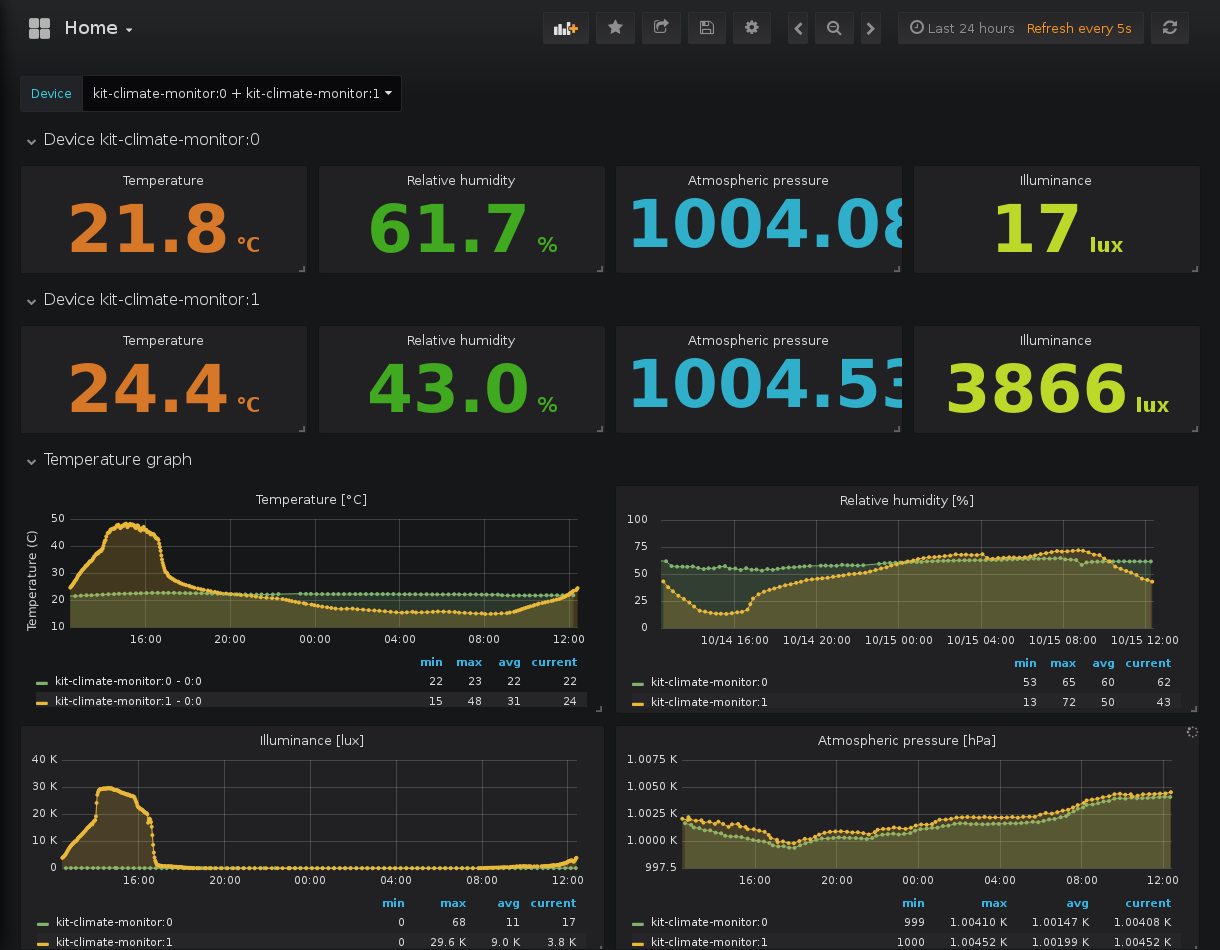 Home
Last 24 hours Refresh every 5s
Device kit-climate-monitor:0 + kit-climate-monitor:1
Device kit-climate-monitor:0
Temperature Relative humidity Atmospheric pressure Illuminance
21.8 °C 61.7 % 1004.08 17 lux
Device kit-climate-monitor:1
Temperature Relative humidity Atmospheric pressure Illuminance
24.4 °C 43.0 % 1004.53 3866 lux
Temperature graph
Temperature [°C]
Temperature (C)
50
40
30
20
10
16:00 20:00 00:00 04:00 08:00 12:00
min max avg current
kit-climate-monitor:0 - 0:0 22 23 22 22
kit-climate-monitor:1 - 0:0 15 48 31 24
Relative humidity [%]
100
75
50
25
0
10/14 16:00 10/14 20:00 10/15 00:00 10/15 04:00 10/15 08:00 10/15 12:00
min max avg current
kit-climate-monitor:0 53 65 60 62
kit-climate-monitor:1 13 72 50 43
Illuminance [lux]
40 K
30 K
20 K
10 K
0
16:00 20:00 00:00 04:00 08:00 12:00
min max avg current
kit-climate-monitor:0 0 68 11 17
kit-climate-monitor:1 0 29.6 K 9.0 K 3.8 K
Atmospheric pressure [hPa]
1.0075 K
1.0050 K
1.0025 K
1.0000 K
997.5
16:00 20:00 00:00 04:00 08:00 12:00
min max avg current
kit-climate-monitor:0 999 1.00410 K 1.00147 K 1.00408 K
kit-climate-monitor:1 1000 1.00452 K 1.00199 K 1.00452 K